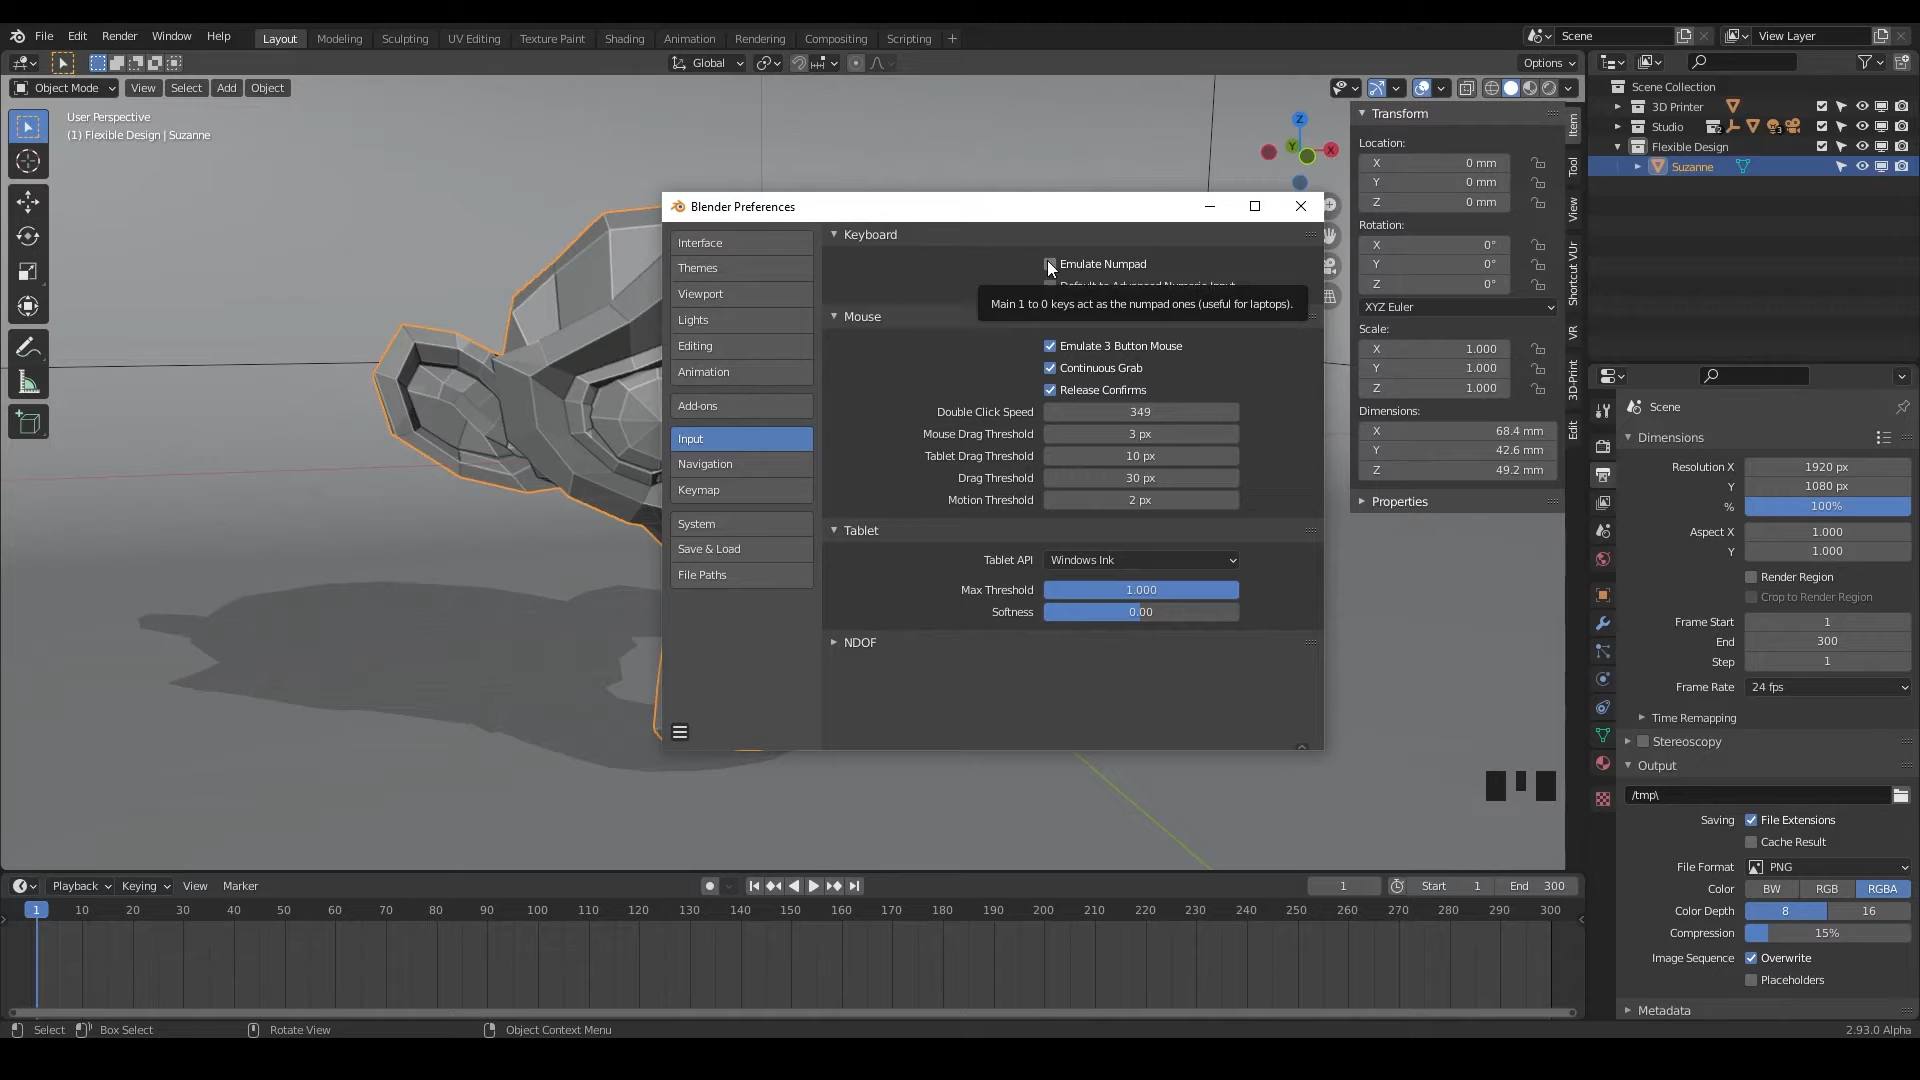 File Edit Render Window Help
Layout Modeling Sculpting UV Editing Texture Paint Shading Animation Rendering Compositing Scripting +
Scene
View Layer
Global
Options
Object Mode View Select Add Object
User Perspective
(1) Flexible Design | Suzanne
Z
Y
X
Transform
Location:
X 0 mm
Y 0 mm
Z 0 mm
Rotation:
X 0°
Y 0°
Z 0°
XYZ Euler
Scale:
X 1.000
Y 1.000
Z 1.000
Dimensions:
X 68.4 mm
Y 42.6 mm
Z 49.2 mm
Properties
Item
Tool
View
Shortcut VUr
VR
3D-Print
Edit
Scene Collection
3D Printer
Studio 2 3
Flexible Design
Suzanne
Blender Preferences
Interface
Themes
Viewport
Lights
Editing
Animation
Add-ons
Input
Navigation
Keymap
System
Save & Load
File Paths
Keyboard
Emulate Numpad
Default to Advanced Numeric Input
Main 1 to 0 keys act as the numpad ones (useful for laptops).
Mouse
Emulate 3 Button Mouse
Continuous Grab
Release Confirms
Double Click Speed 349
Mouse Drag Threshold 3 px
Tablet Drag Threshold 10 px
Drag Threshold 30 px
Motion Threshold 2 px
Tablet
Tablet API Windows Ink
Max Threshold 1.000
Softness 0.00
NDOF
Scene
Dimensions
Resolution X 1920 px
Y 1080 px
% 100%
Aspect X 1.000
Y 1.000
Render Region
Crop to Render Region
Frame Start 1
End 300
Step 1
Frame Rate 24 fps
Time Remapping
Stereoscopy
Output
/tmp\
Saving File Extensions
Cache Result
File Format PNG
Color BW RGB RGBA
Color Depth 8 16
Compression 15%
Image Sequence Overwrite
Placeholders
Metadata
Playback Keying View Marker
1 Start 1 End 300
1 10 20 30 40 50 60 70 80 90 100 110 120 130 140 150 160 170 180 190 200 210 220 230 240 250 260 270 280 290 300
Select Box Select Rotate View Object Context Menu
2.93.0 Alpha